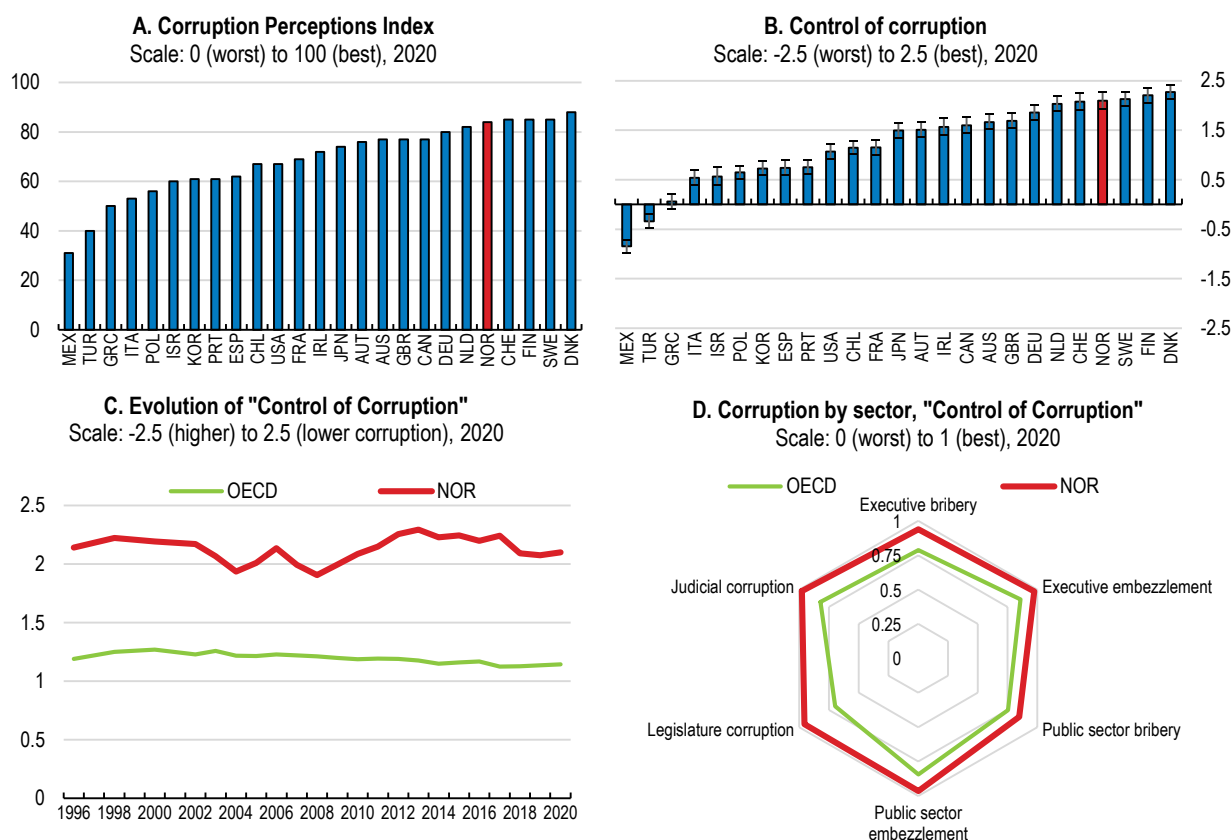 A. Corruption Perceptions Index
Scale: 0 (worst) to 100 (best), 2020
100
80
60
40
20
0
MEX
TUR
GRC
ITA
POL
ISR
KOR
PRT
ESP
CHL
USA
FRA
IRL
JPN
AUT
AUS
GBR
CAN
DEU
NLD
NOR
CHE
FIN
SWE
DNK
B. Control of corruption
Scale: -2.5 (worst) to 2.5 (best), 2020
2.5
1.5
0.5
-0.5
-1.5
-2.5
MEX
TUR
GRC
ITA
ISR
POL
KOR
ESP
PRT
USA
CHL
FRA
JPN
AUT
IRL
CAN
AUS
GBR
DEU
NLD
CHE
NOR
SWE
FIN
DNK
C. Evolution of "Control of Corruption"
Scale: -2.5 (higher) to 2.5 (lower corruption), 2020
OECD
NOR
2.5
2
1.5
1
0.5
0
1996 1998 2000 2002 2004 2006 2008 2010 2012 2014 2016 2018 2020
D. Corruption by sector, "Control of Corruption"
Scale: 0 (worst) to 1 (best), 2020
OECD
NOR
Executive bribery
1
0.75
0.5
0.25
0
Judicial corruption
Executive embezzlement
Legislature corruption
Public sector bribery
Public sector
embezzlement